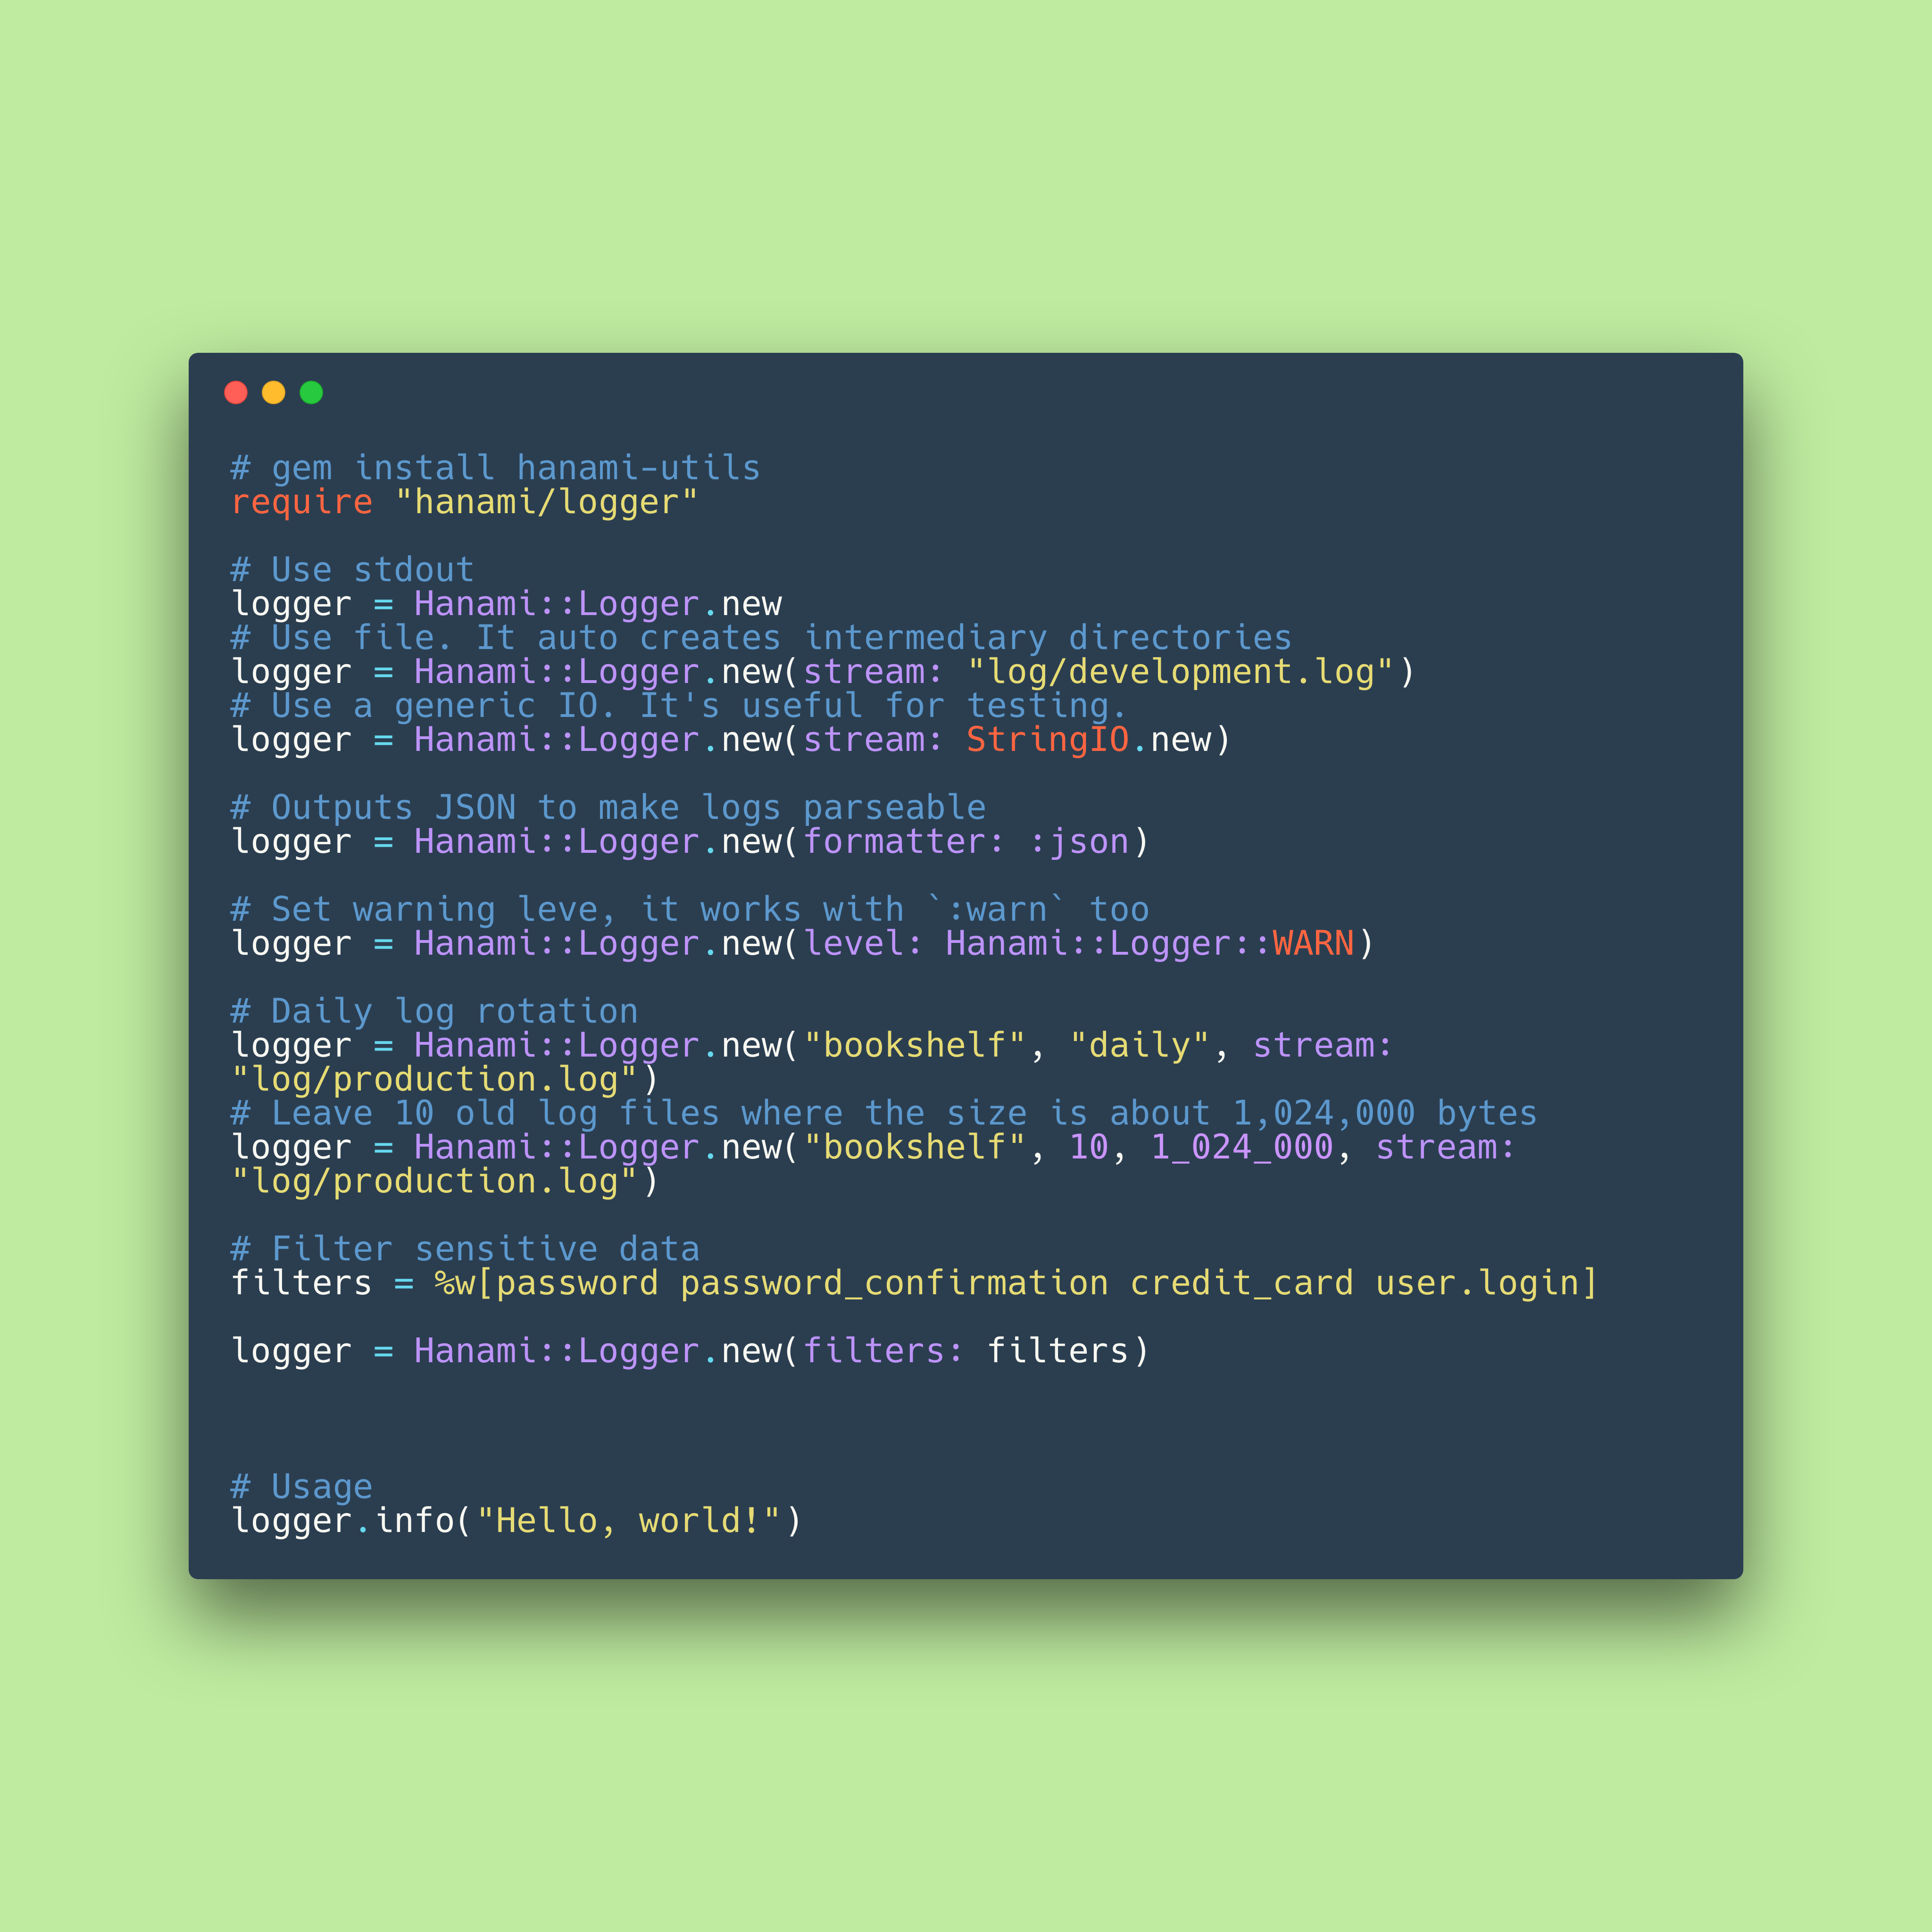 # gem install hanami-utils
require "hanami/logger"
# Use stdout
logger = Hanami::Logger.new
# Use file. It auto creates intermediary directories
logger = Hanami::Logger.new(stream: "log/development.log")
# Use a generic IO. It's useful for testing.
logger = Hanami::Logger.new(stream: StringIO.new)
# Outputs JSON to make logs parseable
logger = Hanami::Logger.new(formatter: :json)
# Set warning leve, it works with `:warn` too
logger = Hanami::Logger.new(level: Hanami::Logger::WARN)
# Daily log rotation
logger = Hanami::Logger.new("bookshelf", "daily", stream:
"log/production.log")
# Leave 10 old log files where the size is about 1,024,000 bytes
logger = Hanami::Logger.new("bookshelf", 10, 1_024_000, stream:
"log/production.log")
# Filter sensitive data
filters = %w[password password_confirmation credit_card user.login]
logger = Hanami::Logger.new(filters: filters)
# Usage
logger.info("Hello, world!")